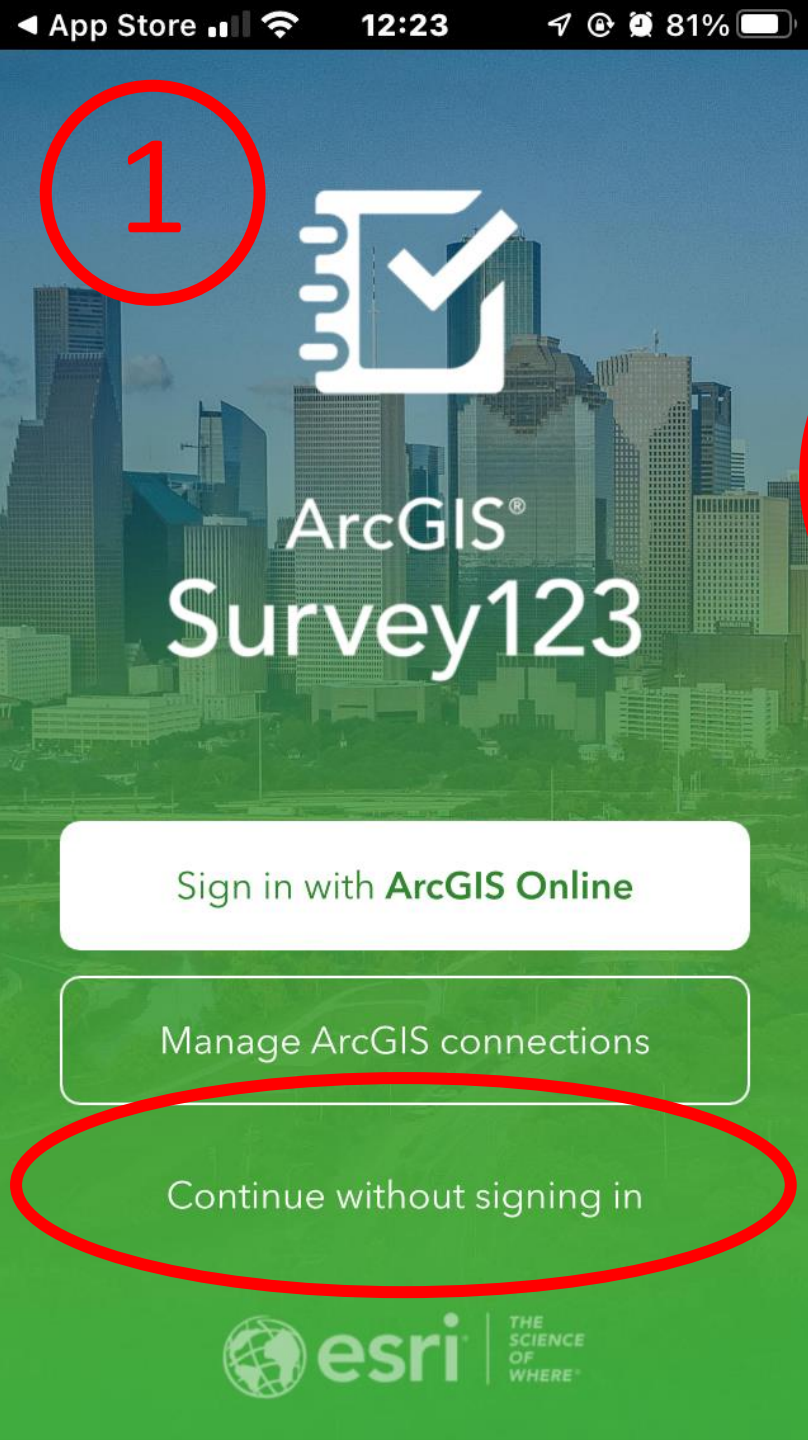 App Store 12:23 81%
1
ArcGIS®
Survey123
Sign in with ArcGIS Online
Manage ArcGIS connections
Continue without signing in
esri
THE
SCIENCE
OF
WHERE®